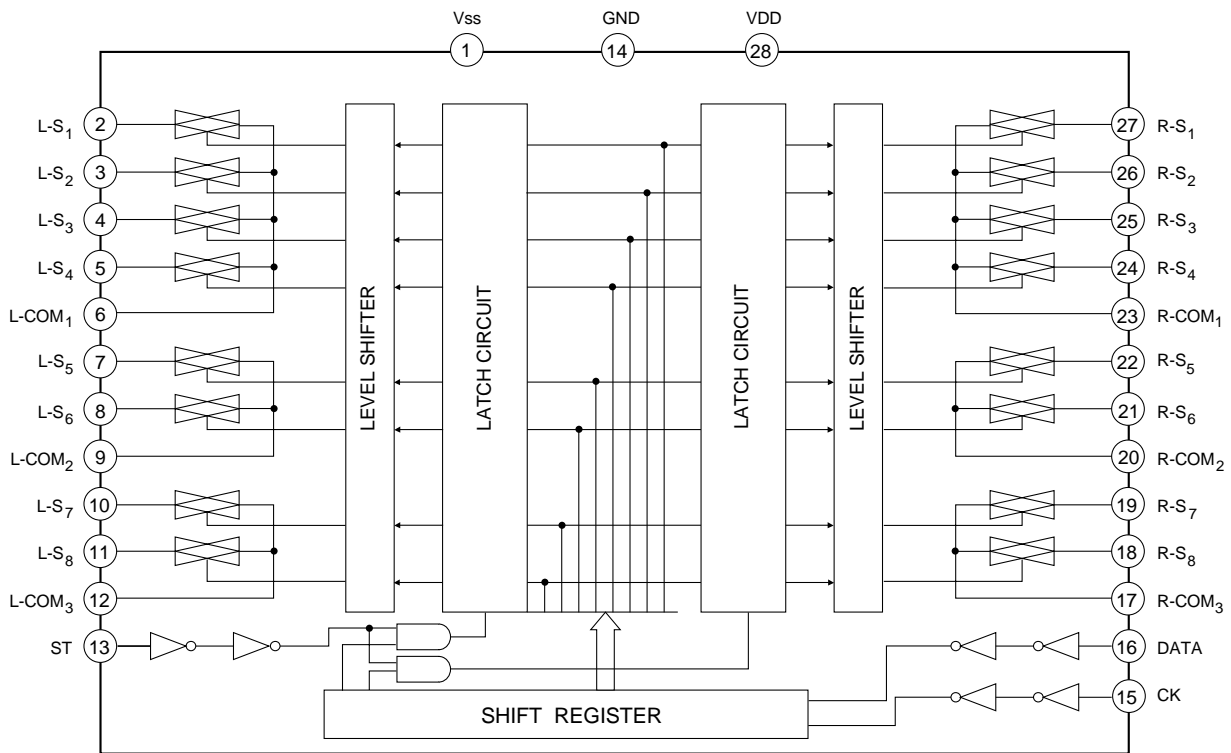 Vss GND VDD
1 14 28
L-S1 2
L-S2 3
L-S3 4
L-S4 5
L-COM1 6
L-S5 7
L-S6 8
L-COM2 9
L-S7 10
L-S8 11
L-COM3 12
ST 13
LEVEL SHIFTER
LATCH CIRCUIT
LATCH CIRCUIT
LEVEL SHIFTER
27 R-S1
26 R-S2
25 R-S3
24 R-S4
23 R-COM1
22 R-S5
21 R-S6
20 R-COM2
19 R-S7
18 R-S8
17 R-COM3
16 DATA
15 CK
SHIFT REGISTER